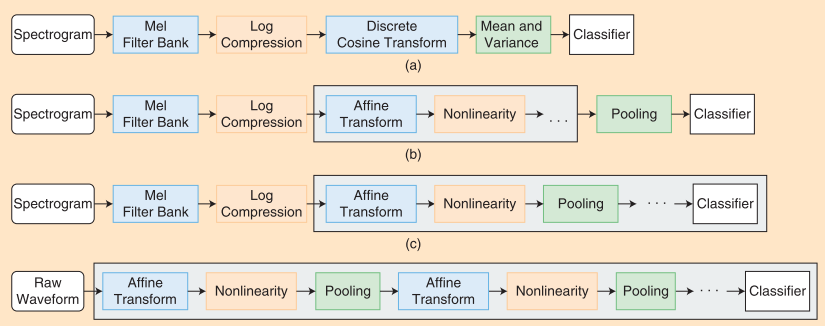 Spectrogram
Mel
Filter Bank
Log
Compression
Discrete
Cosine Transform
Mean and
Variance
Classifier
(a)
Spectrogram
Mel
Filter Bank
Log
Compression
Affine
Transform
Nonlinearity
...
Pooling
Classifier
(b)
Spectrogram
Mel
Filter Bank
Log
Compression
Affine
Transform
Nonlinearity
Pooling
...
Classifier
(c)
Raw
Waveform
Affine
Transform
Nonlinearity
Pooling
Affine
Transform
Nonlinearity
Pooling
...
Classifier